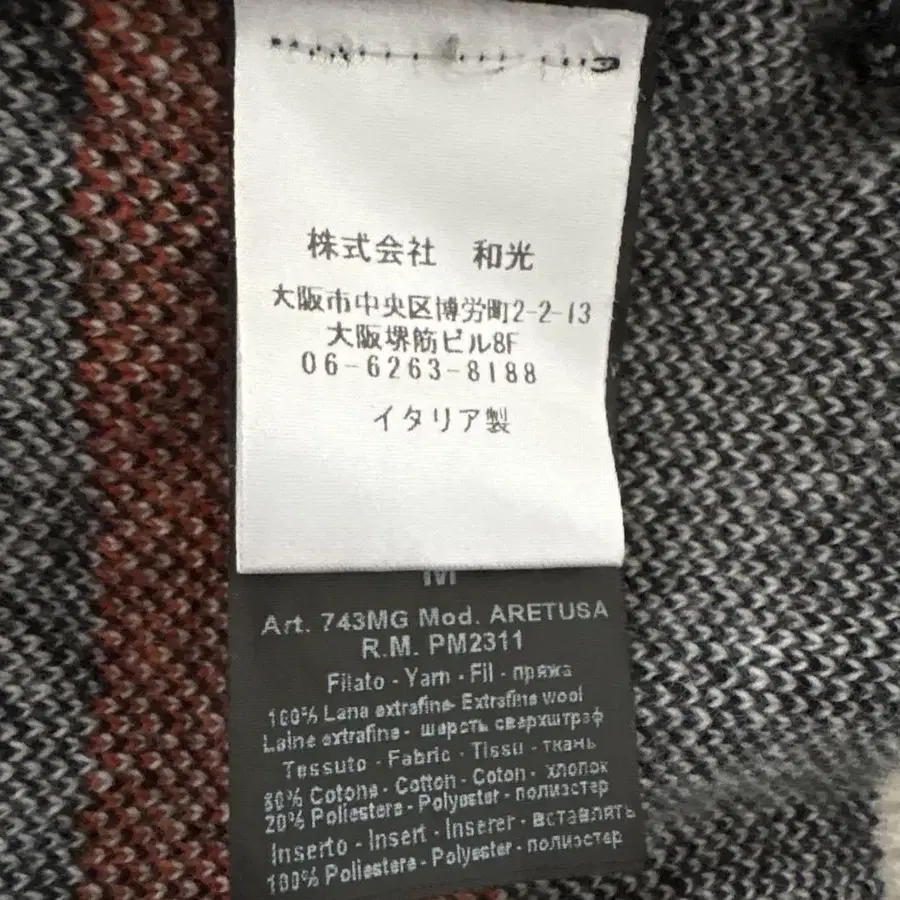 株式会社 和光
大阪市中央区博労町2-2-13
大阪堺筋ビル8F
06-6263-8188
イタリア製
M
Art. 743MG Mod. ARETUSA
R.M. PM2311
Filato - Yarn - Fil - пряжа
100% Lana extrafine- Extrafine wool
Laine extrafine - шерсть сверхштраф
Tessuto - Fabric - Tissu - ткань
80% Cotone - Cotton - Coton - хлопок
20% Poliestere - Polyester - полиэстер
Inserto - Insert - Inserer - вставлять
100% Poliestere - Polyester - полиэстер